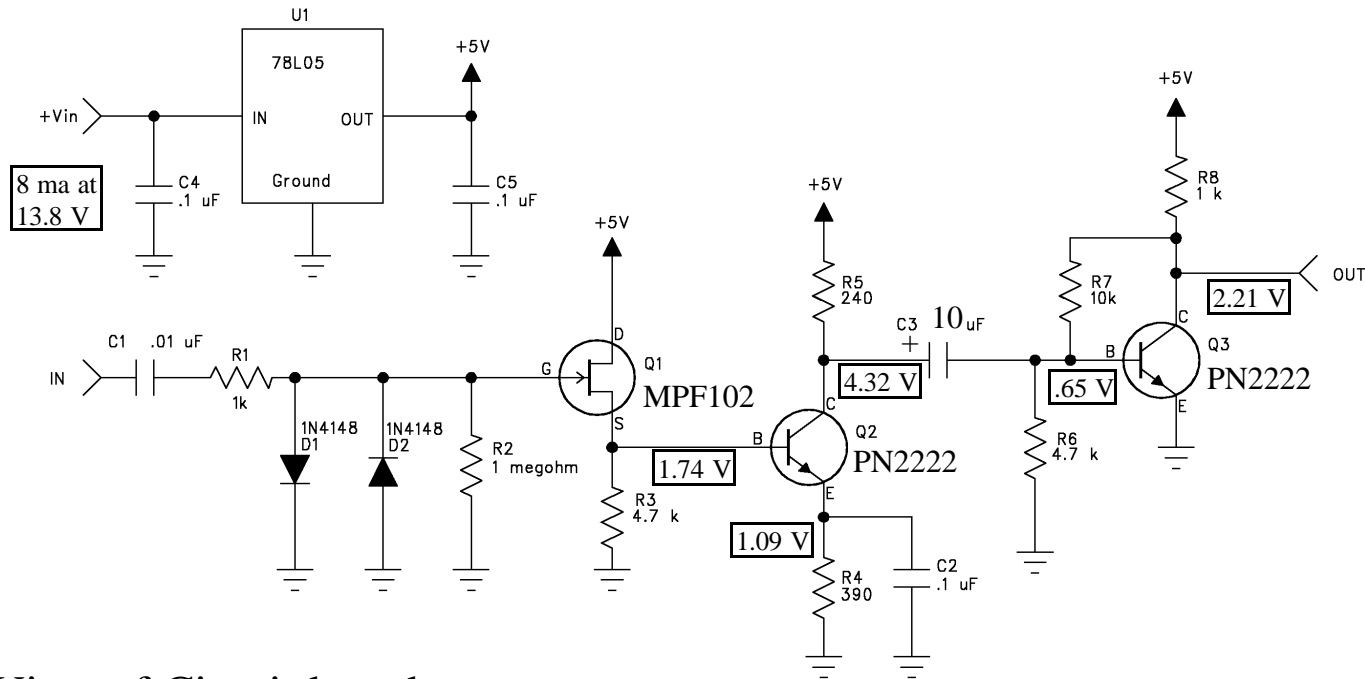 U1
78L05
+5V
+Vin
IN
OUT
8 ma at
13.8 V
C4
.1 uF
Ground
C5
.1 uF
+5V
R8
1 k
+5V
+5V
R5
240
R7
10k
2.21 V
OUT
C1
.01 uF
R1
1k
IN
G
D
S
Q1
MPF102
C3
+
10uF
4.32 V
B
C
E
Q3
PN2222
.65 V
1N4148
D1
1N4148
D2
R2
1 megohm
1.74 V
B
C
E
Q2
PN2222
R6
4.7 k
R3
4.7 k
1.09 V
R4
390
C2
.1 uF